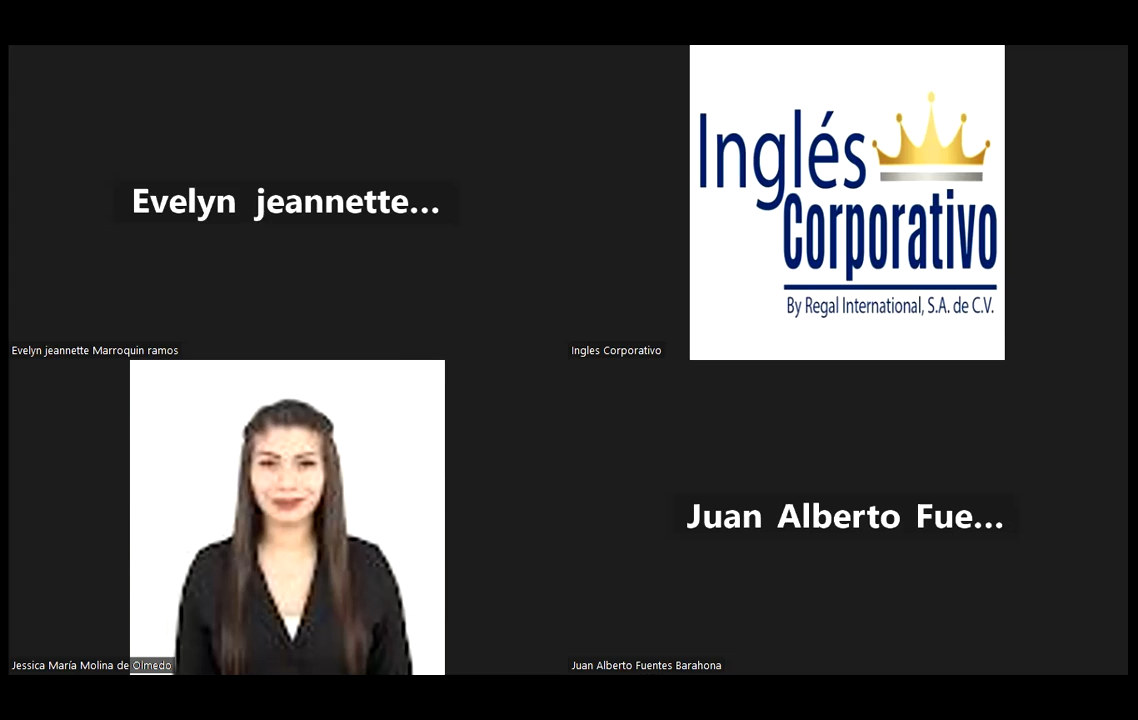 Evelyn jeannette...
Evelyn jeannette Marroquin ramos
Inglés
Corporativo
By Regal International, S.A. de C.V.
Ingles Corporativo
Jessica María Molina de Olmedo
Juan Alberto Fue...
Juan Alberto Fuentes Barahona